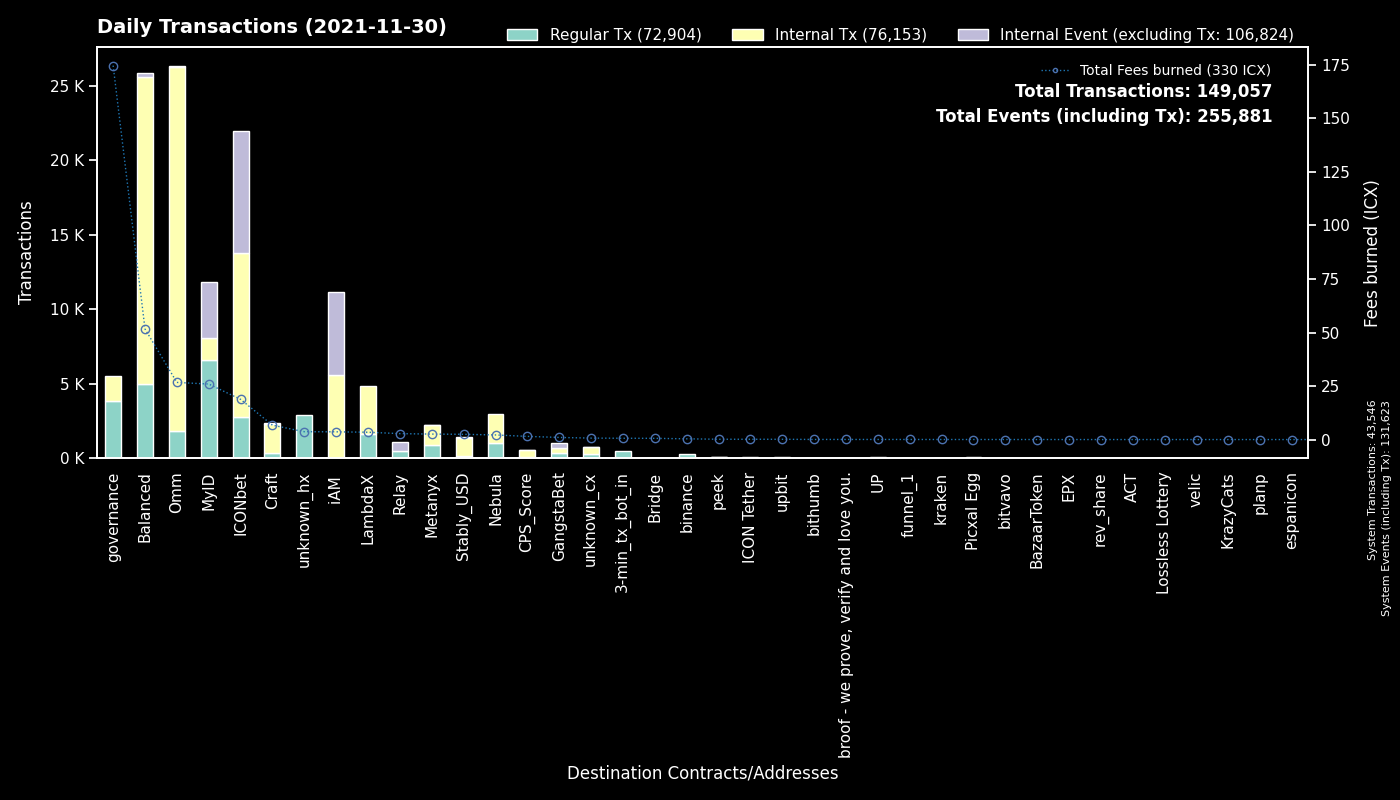 Daily Transactions (2021-11-30)
Regular Tx (72,904)
Internal Tx (76,153)
Internal Event (excluding Tx: 106,824)
Total Fees burned (330 ICX)
Total Transactions: 149,057
Total Events (including Tx): 255,881
Transactions
25 K
20 K
15 K
10 K
5 K
0 K
175
150
125
100
75
50
25
0
Fees burned (ICX)
System Transactions: 43,546
System Events (including Tx): 131,623
governance
Balanced
Omm
MyID
ICONbet
Craft
unknown_hx
iAM
LambdaX
Relay
Metanyx
Stably_USD
Nebula
CPS_Score
GangstaBet
unknown_cx
3-min_tx_bot_in
Bridge
binance
peek
ICON Tether
upbit
bithumb
broof - we prove, verify and love you.
UP
funnel_1
kraken
Picxal Egg
bitvavo
BazaarToken
EPX
rev_share
ACT
Lossless Lottery
velic
KrazyCats
planp
espanicon
Destination Contracts/Addresses